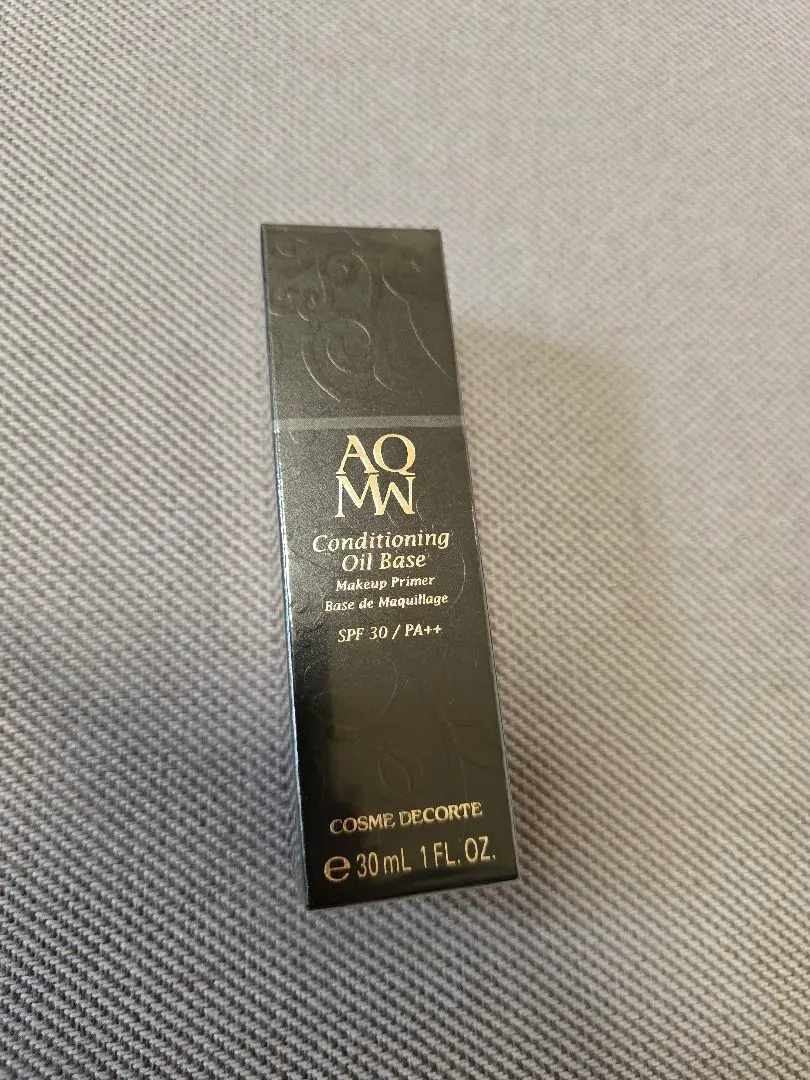 AQ
MW
Conditioning
Oil Base
Makeup Primer
Base de Maquillage
SPF 30 / PA++
COSME DECORTE
℮ 30 mL 1 FL. OZ.